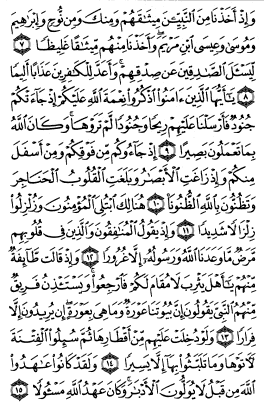 وَإِذْ أَخَذْنَا مِنَ ٱلنَّبِيِّـۧنَ مِيثَـٰقَهُمْ وَمِنكَ وَمِن نُّوحٍ وَإِبْرَٰهِيمَ
وَمُوسَىٰ وَعِيسَى ٱبْنِ مَرْيَمَ ۖ وَأَخَذْنَا مِنْهُم مِّيثَـٰقًا غَلِيظًا ٧
لِّيَسْـَٔلَ ٱلصَّـٰدِقِينَ عَن صِدْقِهِمْ ۚ وَأَعَدَّ لِلْكَـٰفِرِينَ عَذَابًا أَلِيمًا
٨ يَـٰٓأَيُّهَا ٱلَّذِينَ ءَامَنُوا۟ ٱذْكُرُوا۟ نِعْمَةَ ٱللَّهِ عَلَيْكُمْ إِذْ جَآءَتْكُمْ
جُنُودٌ فَأَرْسَلْنَا عَلَيْهِمْ رِيحًا وَجُنُودًا لَّمْ تَرَوْهَا ۚ وَكَانَ ٱللَّهُ
بِمَا تَعْمَلُونَ بَصِيرًا ٩ إِذْ جَآءُوكُم مِّن فَوْقِكُمْ وَمِنْ أَسْفَلَ
مِنكُمْ وَإِذْ زَاغَتِ ٱلْأَبْصَـٰرُ وَبَلَغَتِ ٱلْقُلُوبُ ٱلْحَنَاجِرَ
وَتَظُنُّونَ بِٱللَّهِ ٱلظُّنُونَا۠ ١٠ هُنَالِكَ ٱبْتُلِىَ ٱلْمُؤْمِنُونَ وَزُلْزِلُوا۟
زِلْزَالًا شَدِيدًا ١١ وَإِذْ يَقُولُ ٱلْمُنَـٰفِقُونَ وَٱلَّذِينَ فِى قُلُوبِهِم
مَّرَضٌ مَّا وَعَدَنَا ٱللَّهُ وَرَسُولُهُۥٓ إِلَّا غُرُورًا ١٢ وَإِذْ قَالَت طَّآئِفَةٌ
مِّنْهُمْ يَـٰٓأَهْلَ يَثْرِبَ لَا مُقَامَ لَكُمْ فَٱرْجِعُوا۟ ۚ وَيَسْتَـْٔذِنُ فَرِيقٌ
مِّنْهُمُ ٱلنَّبِىَّ يَقُولُونَ إِنَّ بُيُوتَنَا عَوْرَةٌ وَمَا هِىَ بِعَوْرَةٍ ۖ إِن يُرِيدُونَ إِلَّا
فِرَارًا ١٣ وَلَوْ دُخِلَتْ عَلَيْهِم مِّنْ أَقْطَارِهَا ثُمَّ سُئِلُوا۟ ٱلْفِتْنَةَ
لَـَٔاتَوْهَا وَمَا تَلَبَّثُوا۟ بِهَآ إِلَّا يَسِيرًا ١٤ وَلَقَدْ كَانُوا۟ عَـٰهَدُوا۟
ٱللَّهَ مِن قَبْلُ لَا يُوَلُّونَ ٱلْأَدْبَـٰرَ ۚ وَكَانَ عَهْدُ ٱللَّهِ مَسْـُٔولًا ١٥